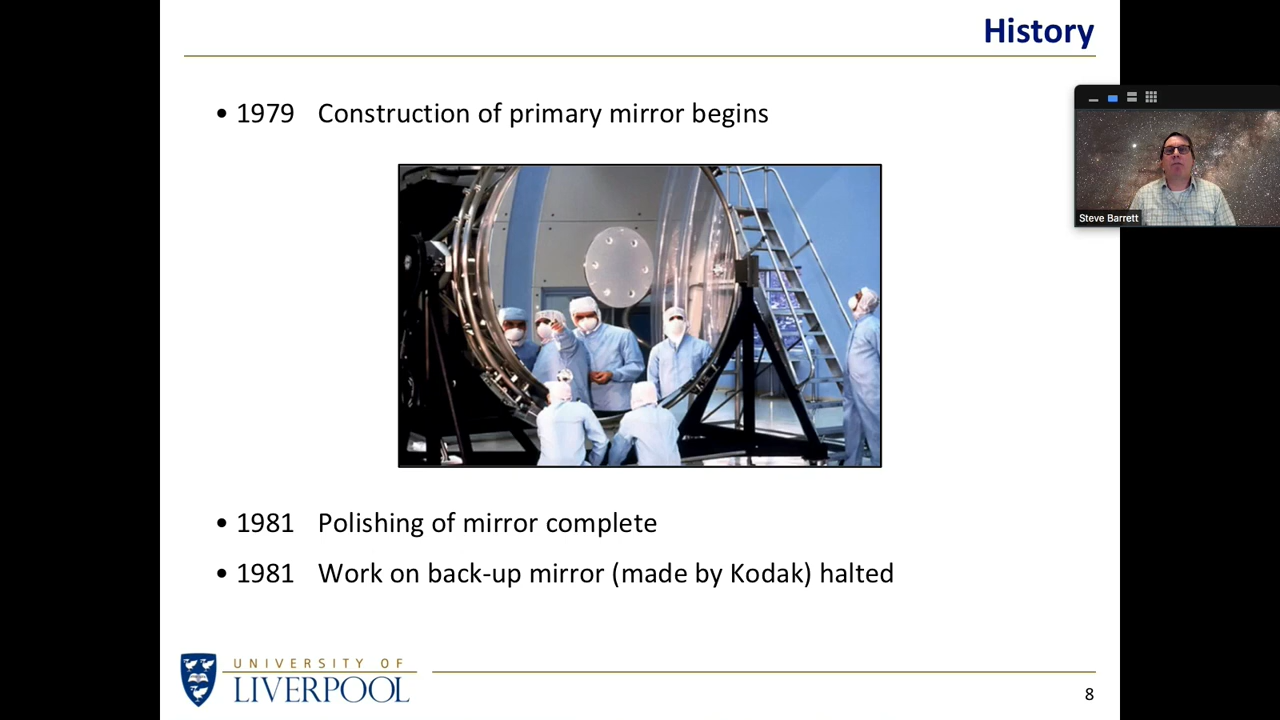 History
• 1979 Construction of primary mirror begins
Steve Barrett
• 1981 Polishing of mirror complete
• 1981 Work on back-up mirror (made by Kodak) halted
UNIVERSITY OF
LIVERPOOL
8